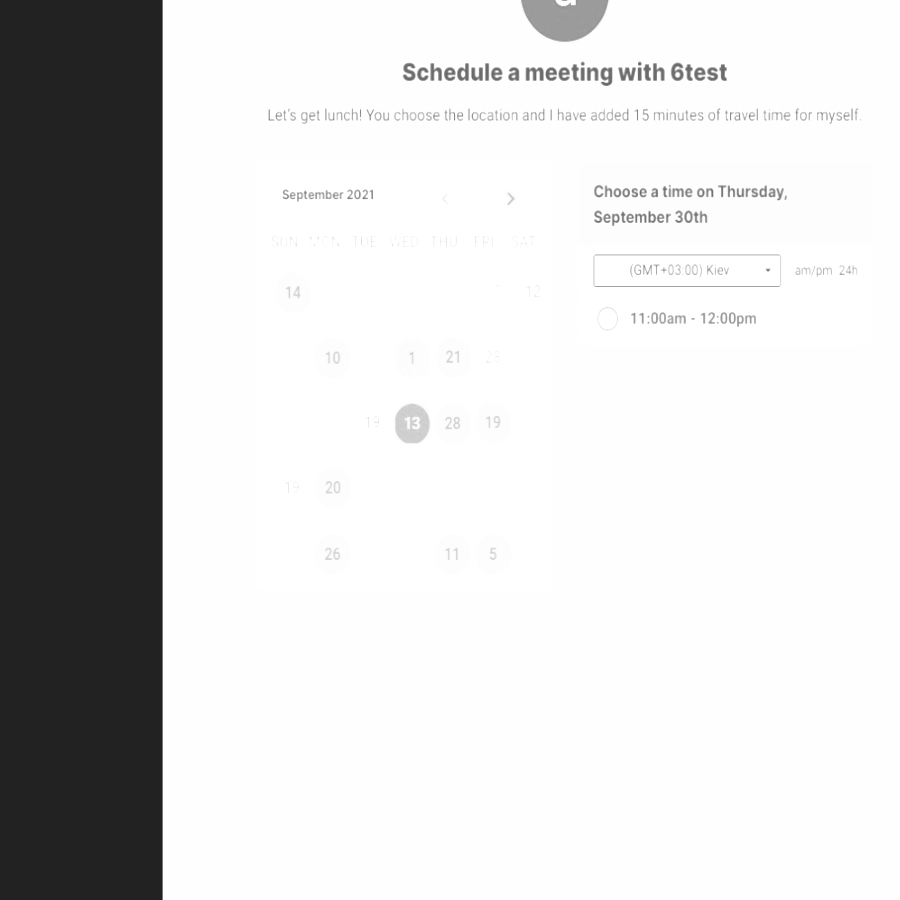 a
Schedule a meeting with 6test
Let's get lunch! You choose the location and I have added 15 minutes of travel time for myself.
September 2021
SUN MON TUE WED THU FRI SAT
14 12
10 1 21
19 13 28 19
19 20
26 11 5
Choose a time on Thursday,
September 30th
(GMT+03:00) Kiev am/pm 24h
11:00am - 12:00pm